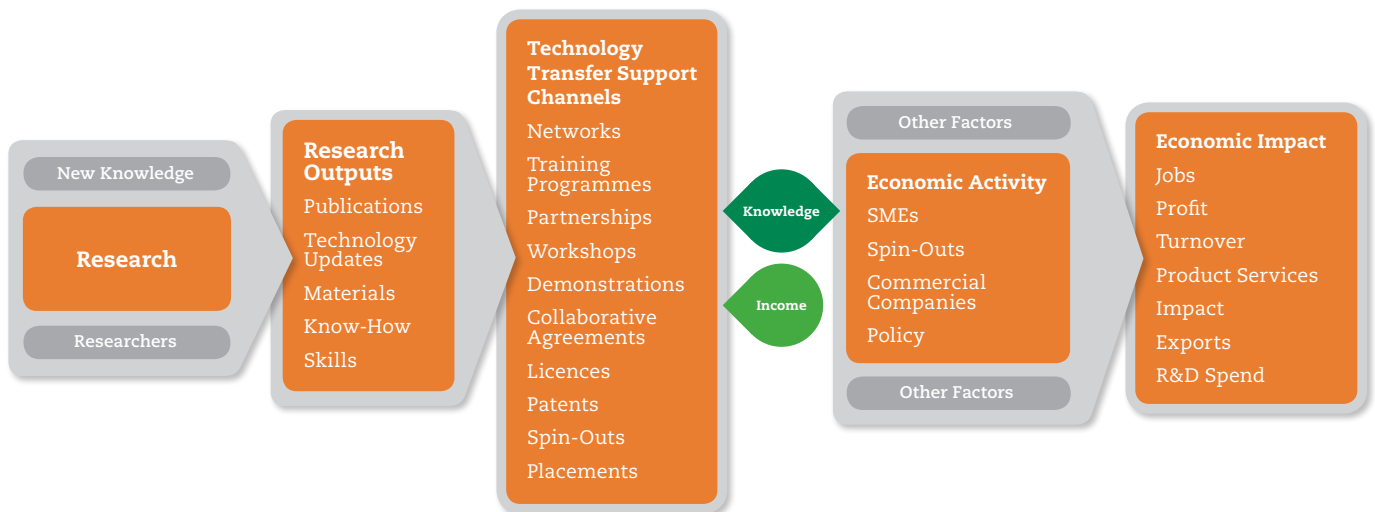 New Knowledge
Research
Researchers
Research
Outputs
Publications
Technology
Updates
Materials
Know-How
Skills
Technology
Transfer Support
Channels
Networks
Training
Programmes
Partnerships
Workshops
Demonstrations
Collaborative
Agreements
Licences
Patents
Spin-Outs
Placements
Knowledge
Income
Other Factors
Economic Activity
SMEs
Spin-Outs
Commercial
Companies
Policy
Other Factors
Economic Impact
Jobs
Profit
Turnover
Product Services
Impact
Exports
R&D Spend